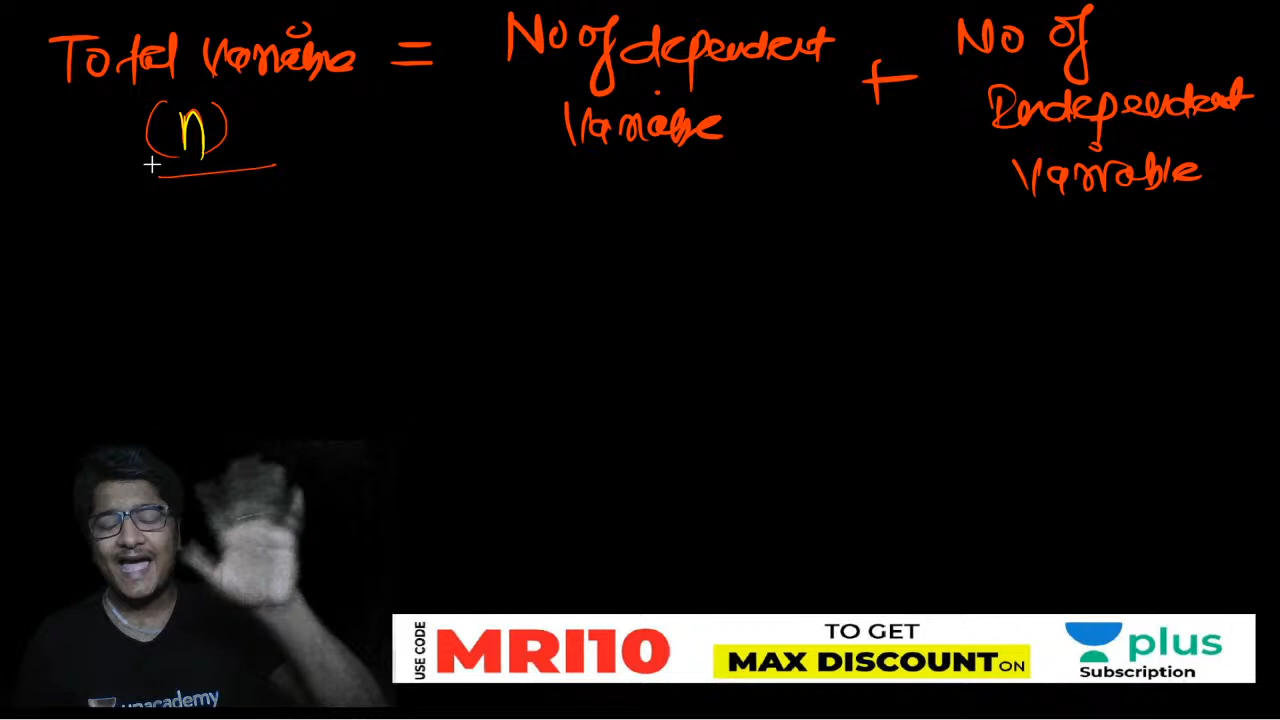 Total variable = No of dependent variable + No of Independent variable
(n)
USE CODE
MRI10
TO GET
MAX DISCOUNT ON
plus
Subscription
unacademy